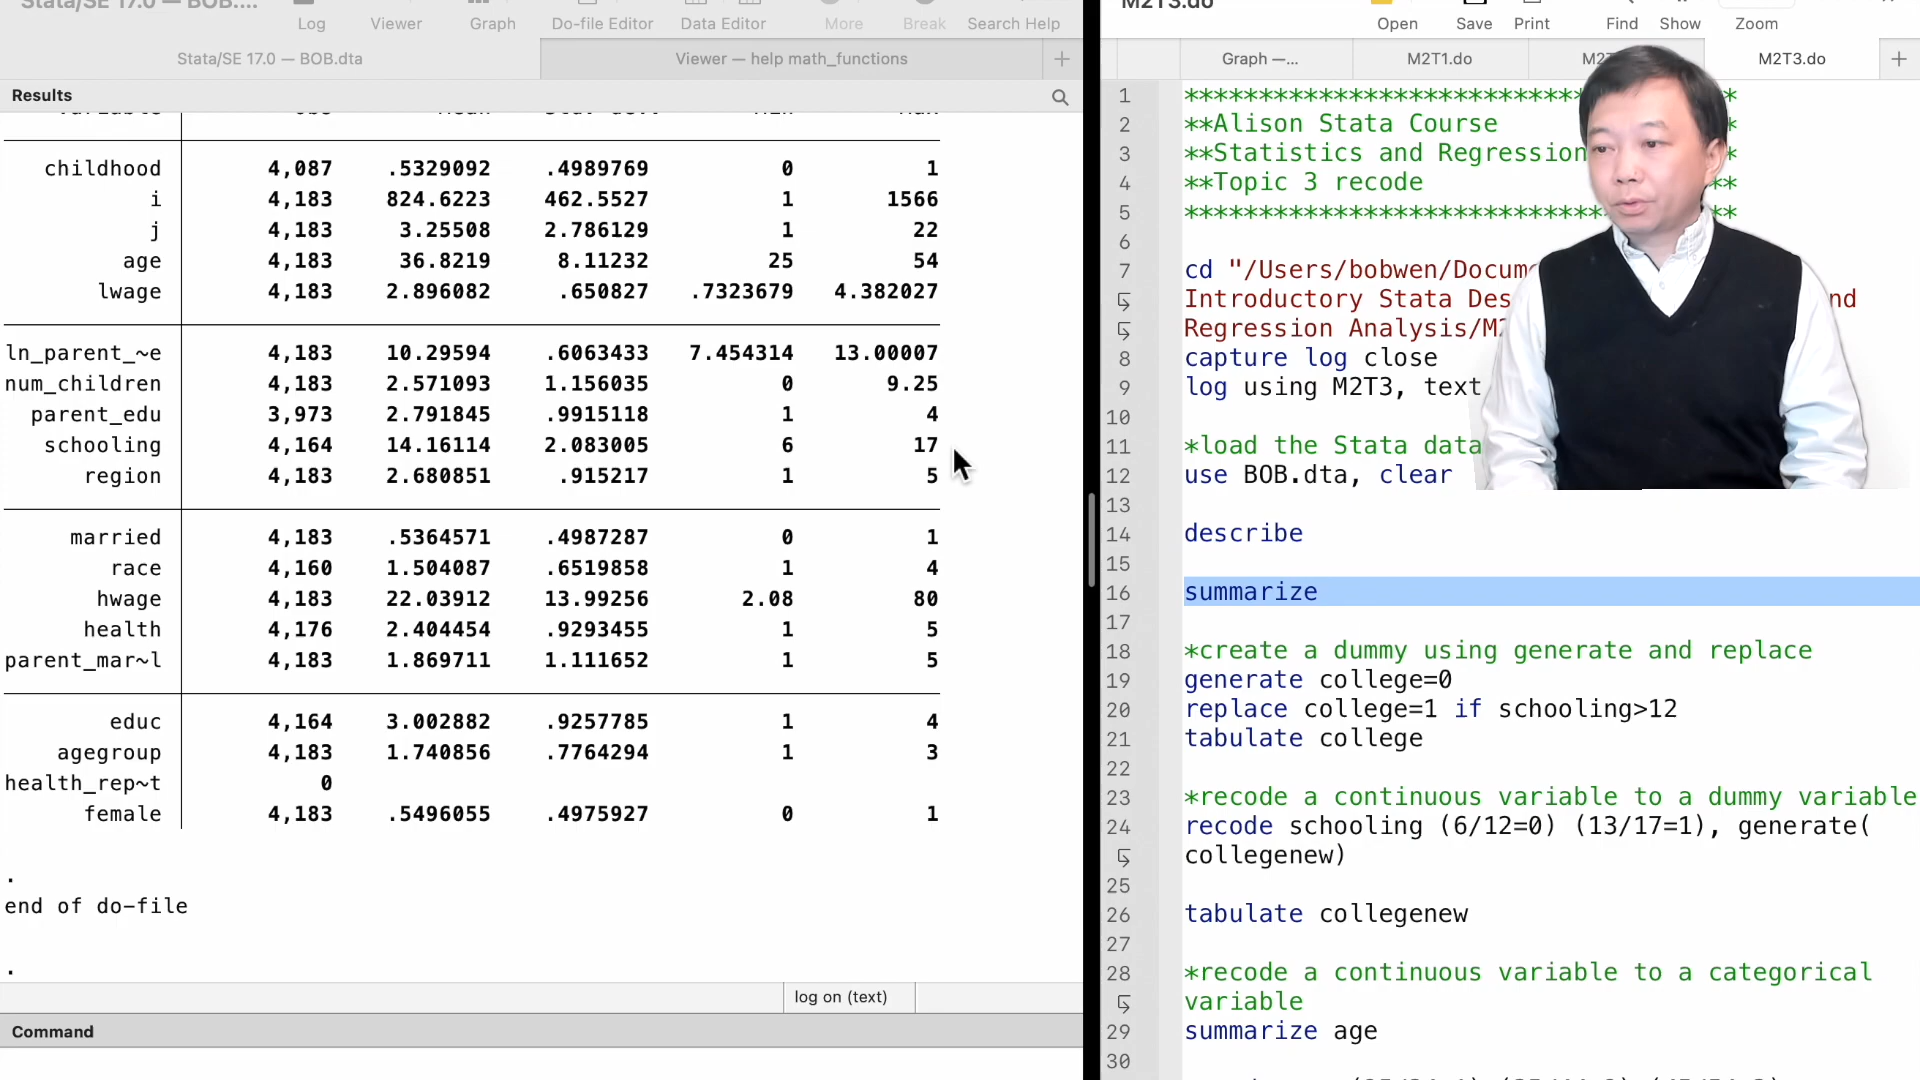 Stata/SE 17.0 — BOB....
Log Viewer Graph Do-file Editor Data Editor More Break Search Help
Stata/SE 17.0 — BOB.dta Viewer — help math_functions
Results
childhood 4,087 .5329092 .4989769 0 1
i 4,183 824.6223 462.5527 1 1566
j 4,183 3.25508 2.786129 1 22
age 4,183 36.8219 8.11232 25 54
lwage 4,183 2.896082 .650827 .7323679 4.382027
ln_parent_~e 4,183 10.29594 .6063433 7.454314 13.00007
num_children 4,183 2.571093 1.156035 0 9.25
parent_edu 3,973 2.791845 .9915118 1 4
schooling 4,164 14.16114 2.083005 6 17
region 4,183 2.680851 .915217 1 5
married 4,183 .5364571 .4987287 0 1
race 4,160 1.504087 .6519858 1 4
hwage 4,183 22.03912 13.99256 2.08 80
health 4,176 2.404454 .9293455 1 5
parent_mar~l 4,183 1.869711 1.111652 1 5
educ 4,164 3.002882 .9257785 1 4
agegroup 4,183 1.740856 .7764294 1 3
health_rep~t 0
female 4,183 .5496055 .4975927 0 1
.
end of do-file
.
log on (text)
Command
M2T3.do
Open Save Print Find Show Zoom
Graph —... M2T1.do M2 M2T3.do
1 ************************** *
2 **Alison Stata Course *
3 **Statistics and Regression *
4 **Topic 3 recode **
5 **************************** **
6
7 cd "/Users/bobwen/Docume
Introductory Stata Des nd
Regression Analysis/M2
8 capture log close
9 log using M2T3, text
10
11 *load the Stata data
12 use BOB.dta, clear
13
14 describe
15
16 summarize
17
18 *create a dummy using generate and replace
19 generate college=0
20 replace college=1 if schooling>12
21 tabulate college
22
23 *recode a continuous variable to a dummy variable
24 recode schooling (6/12=0) (13/17=1), generate(
collegenew)
25
26 tabulate collegenew
27
28 *recode a continuous variable to a categorical
variable
29 summarize age
30